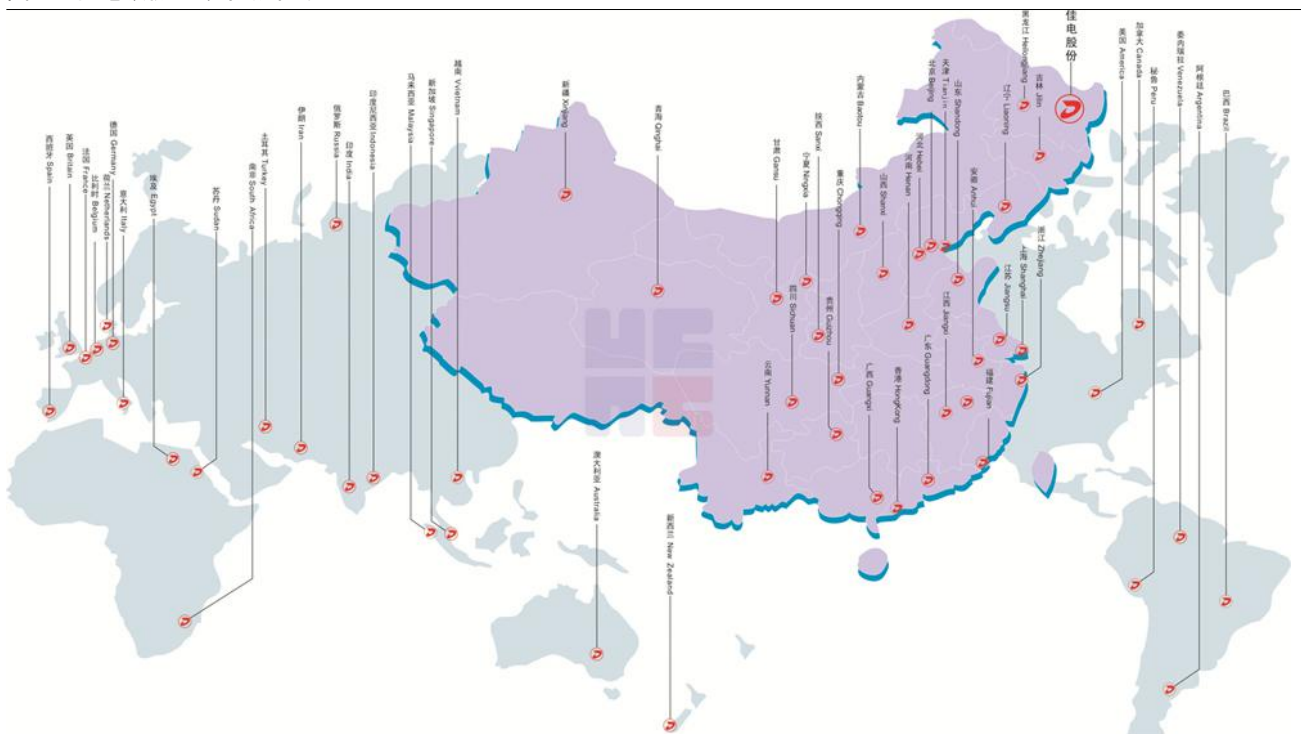 西班牙 Spain
英国 Britain
法国 France
比利时 Belgium
荷兰 Netherlands
德国 Germany
意大利 Italy
埃及 Egypt
苏丹 Sudan
南非 South Africa
土耳其 Turkey
伊朗 Iran
俄罗斯 Russia
印度 India
印度尼西亚 Indonesia
马来西亚 Malaysia
新加坡 Singapore
越南 Vvietnam
新疆 Xinjiang
澳大利亚 Australia
青海 Qinghai
新西兰 New Zealand
云南 Yunnan
甘肃 Gansu
四川 Sichuan
宁夏 Ningxia
陕西 Sanxi
贵州 Guizhou
重庆 Chongqing
内蒙古 Baotou
广西 Guangxi
山西 Shanxi
香港 HongKong
河南 Henan
河北 Hebei
广东 Guangdong
北京 Beijing
天津 Tianjin
江西 Jiangxi
山东 Shandong
安徽 Anhui
福建 Fujian
辽宁 Liaoning
江苏 Jiangsu
上海 Shanghai
黑龙江 Heilongjiang
吉林 Jilin
浙江 Zhejiang
佳电股份
美国 America
加拿大 Canada
秘鲁 Peru
委内瑞拉 Venezuela
阿根廷 Argentina
巴西 Brazil